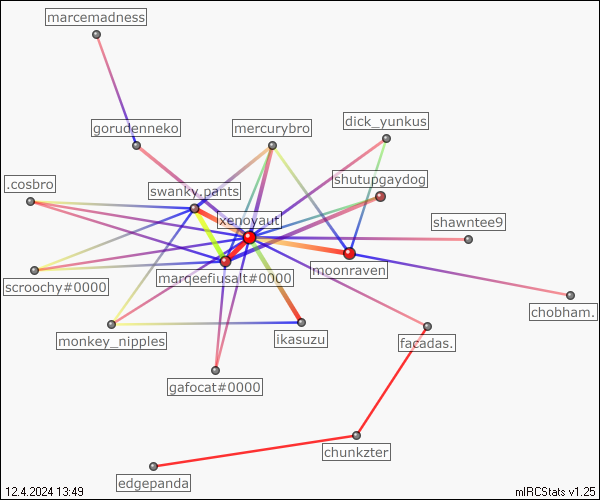 marcemadness
gorudenneko
mercurybro
dick_yunkus
.cosbro
swanky.pants
shutupgaydog
xenoyaut
shawntee9
scroochy#0000
marqeefiusalt#0000
moonraven
chobham.
monkey_nipples
ikasuzu
facadas.
gafocat#0000
chunkzter
edgepanda
12.4.2024 13:49
mIRCStats v1.25